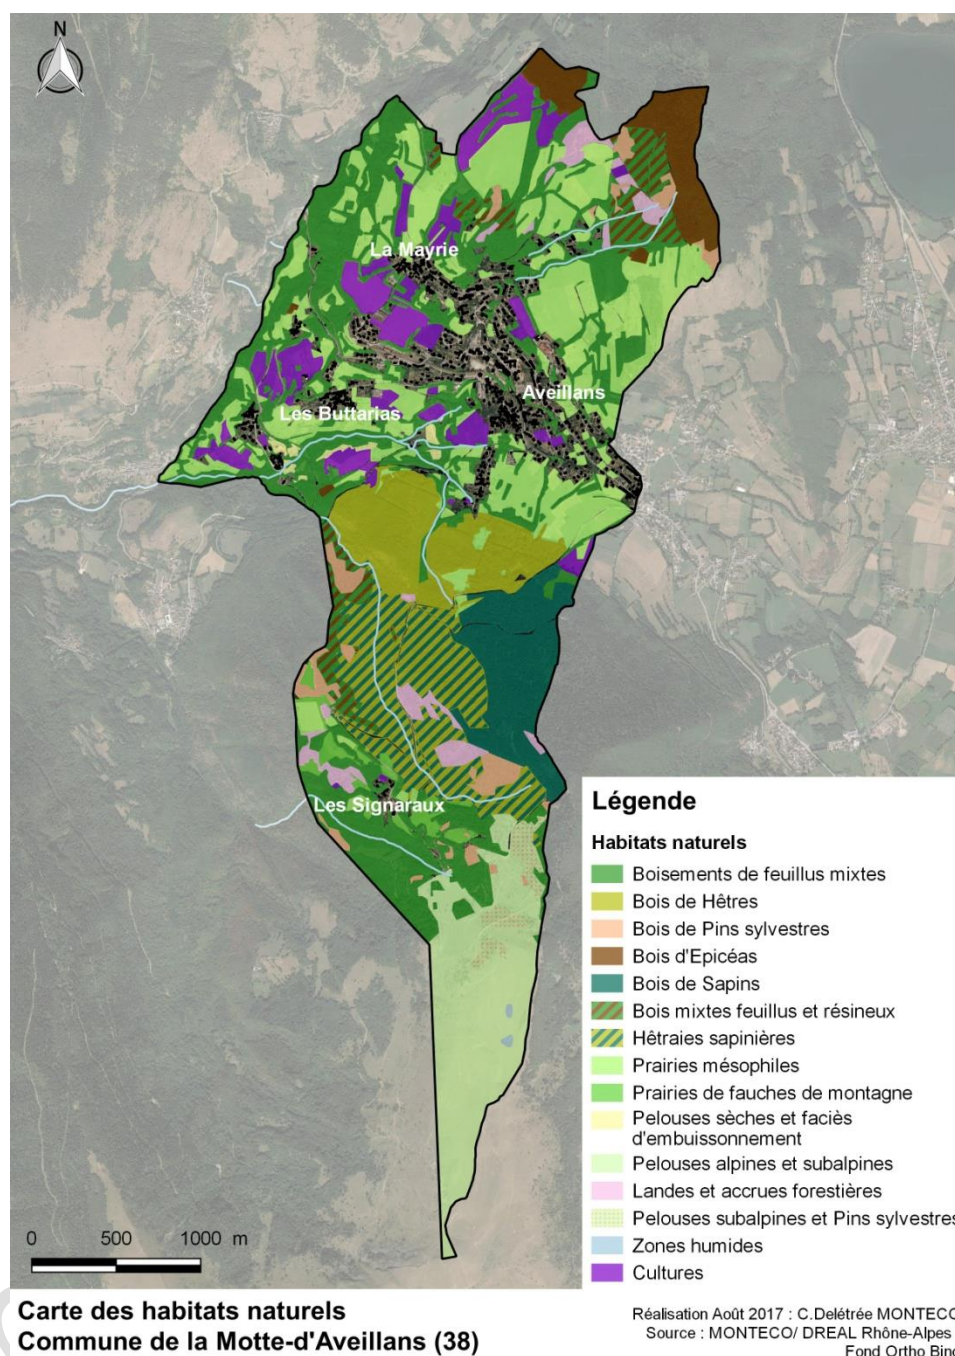 N
La Mayrie
Aveillans
Les Buttarias
Les Signaraux
Légende
Habitats naturels
Boisements de feuillus mixtes
Bois de Hêtres
Bois de Pins sylvestres
Bois d'Epicéas
Bois de Sapins
Bois mixtes feuillus et résineux
Hêtraies sapinières
Prairies mésophiles
Prairies de fauches de montagne
Pelouses sèches et faciès
d'embuissonnement
Pelouses alpines et subalpines
Landes et accrues forestières
Pelouses subalpines et Pins sylvestres
Zones humides
Cultures
0 500 1000 m
Carte des habitats naturels
Commune de la Motte-d'Aveillans (38)
Réalisation Août 2017 : C.Delétrée MONTECO
Source : MONTECO/ DREAL Rhône-Alpes
Fond Ortho Bing